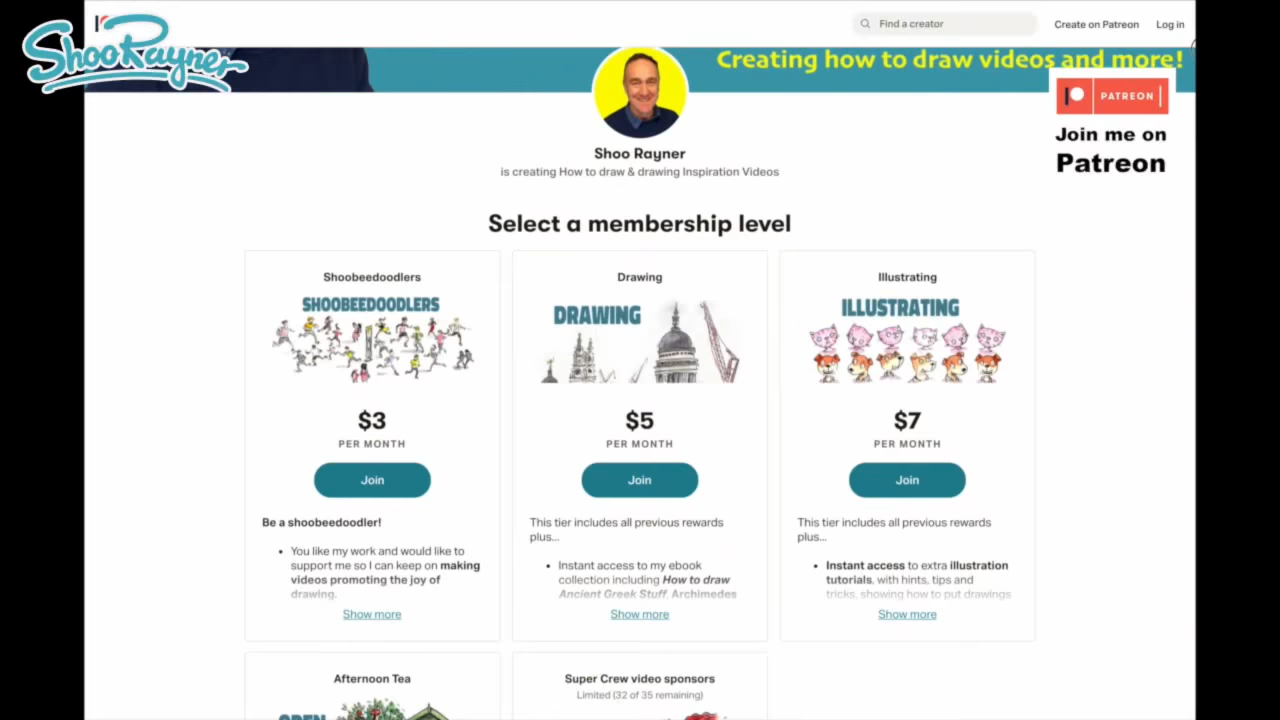 Shoo Rayner
Find a creator
Create on Patreon
Log in
Creating how to draw videos and more!
PATREON
Join me on
Patreon
Shoo Rayner
is creating How to draw & drawing Inspiration Videos
Select a membership level
Shoobeedoodlers
SHOOBEEDOODLERS
$3
PER MONTH
Join
Be a shoobeedoodler!
• You like my work and would like to
support me so I can keep on making
videos promoting the joy of
drawing.
Show more
Drawing
DRAWING
$5
PER MONTH
Join
This tier includes all previous rewards
plus...
• Instant access to my ebook
collection including How to draw
Ancient Greek Stuff, Archimedes
Show more
Illustrating
ILLUSTRATING
$7
PER MONTH
Join
This tier includes all previous rewards
plus...
• Instant access to extra illustration
tutorials, with hints, tips and
tricks, showing how to put drawings
Show more
Afternoon Tea
OPEN
Super Crew video sponsors
Limited (32 of 35 remaining)